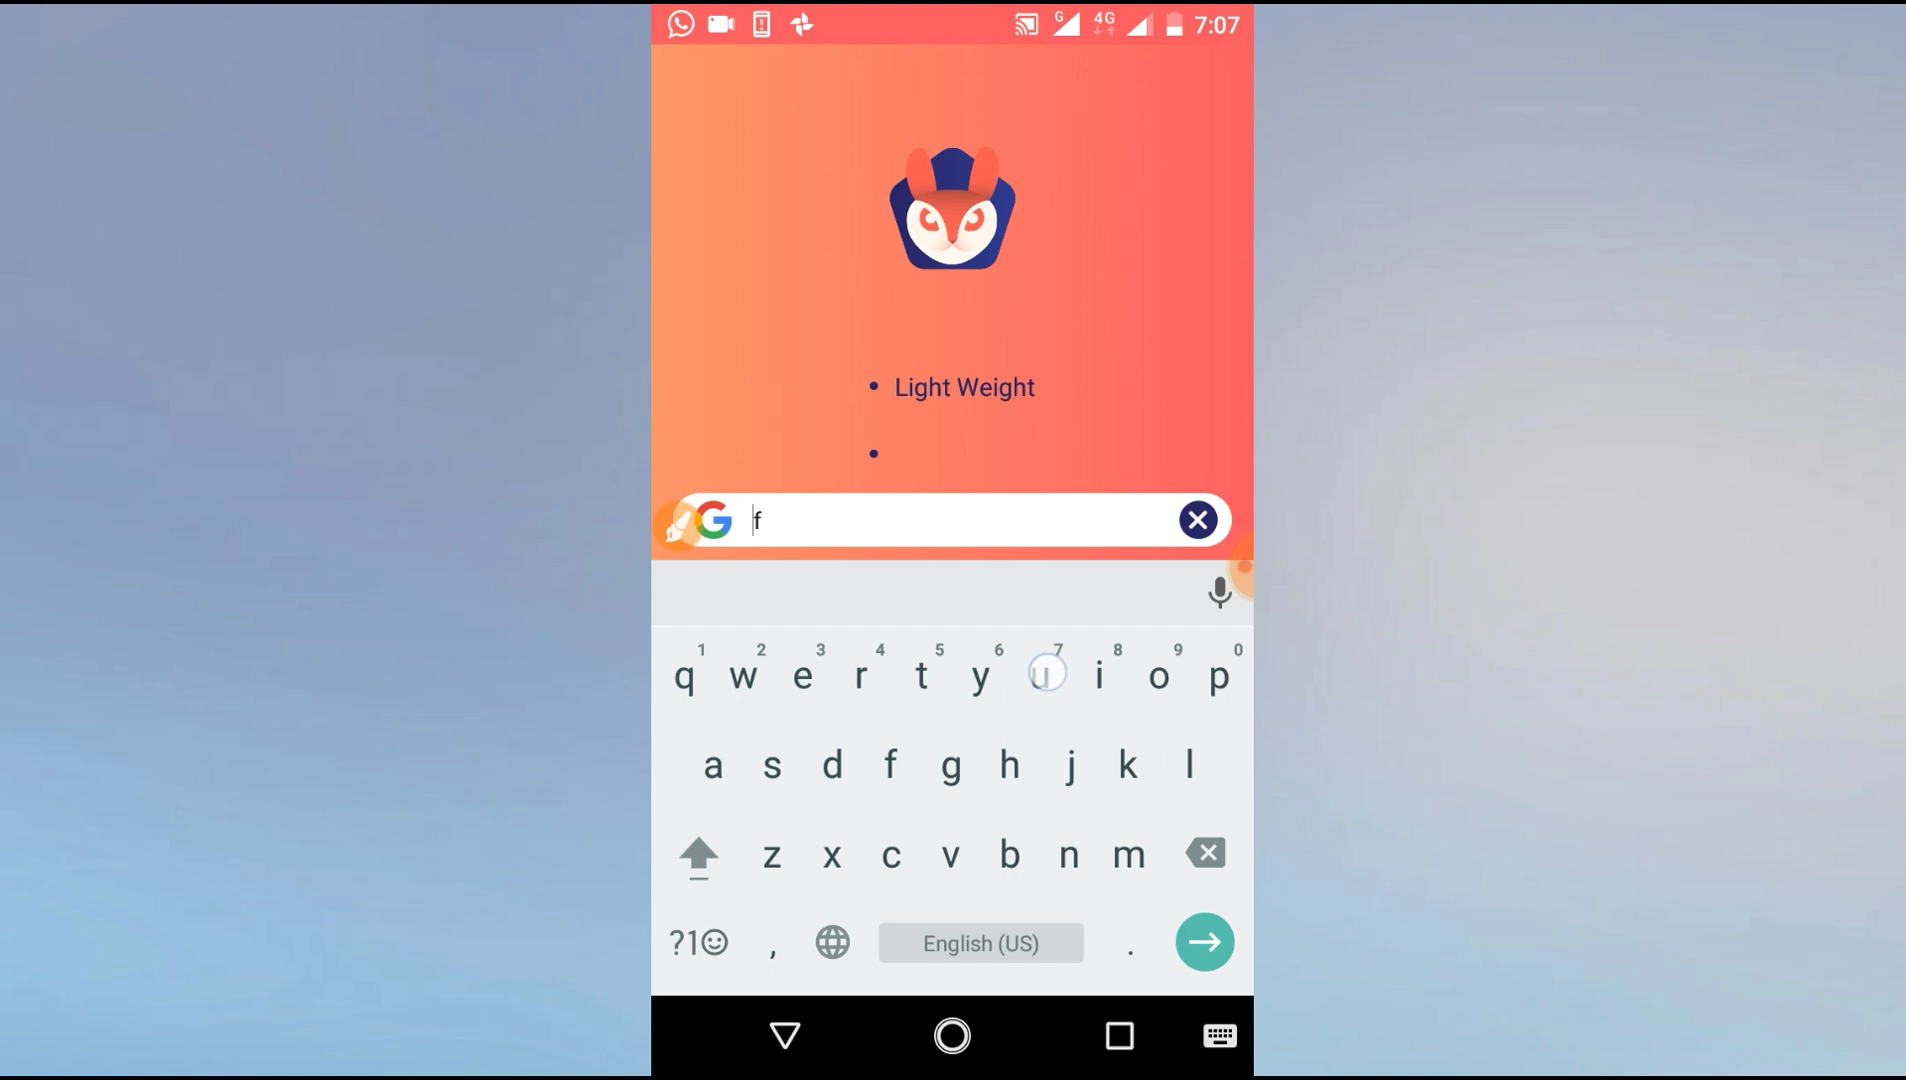 G 4G 7:07
Light Weight
f
1 2 3 4 5 6 7 8 9 0
q w e r t y u i o p
a s d f g h j k l
z x c v b n m
?1 , English (US) .